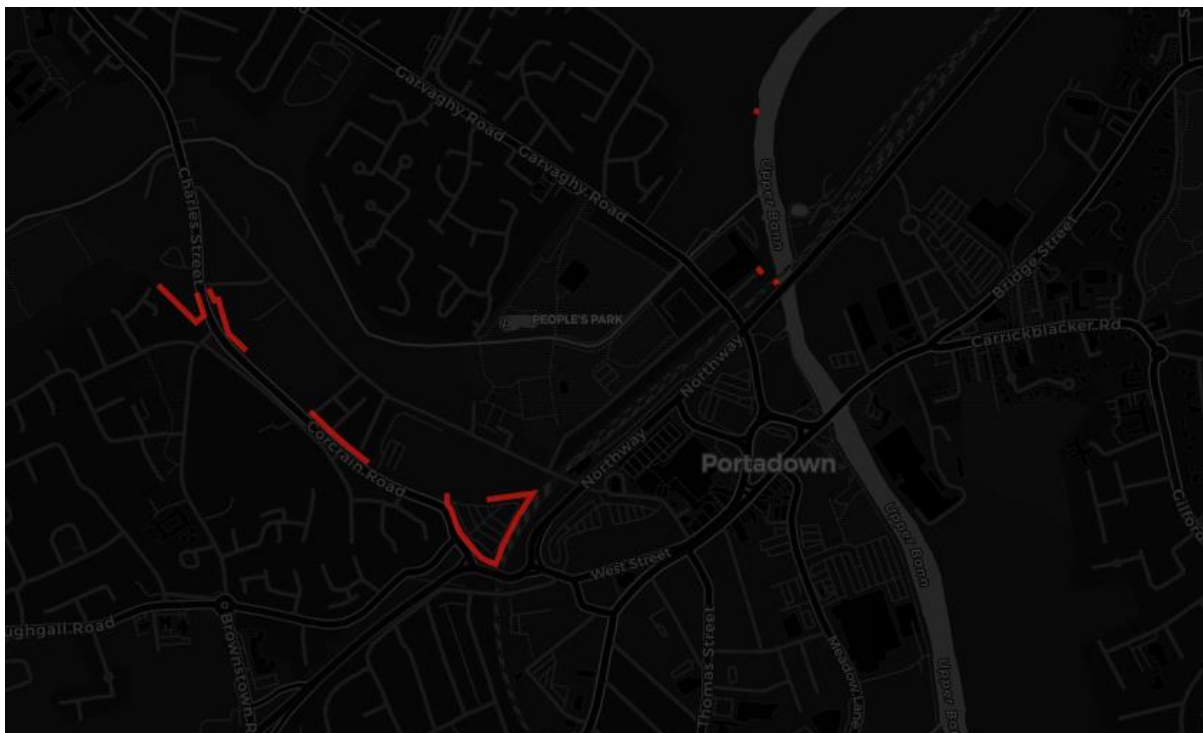 Garvaghy Road
Garvaghy Road
Charles Street
Upper Bann
Bridge Street
Carrickblacker Rd
PEOPLE'S PARK
Northway
Corcrain Road
Northway
Portadown
Upper Bann
Gilfor
West Street
ughgall Road
Brownstown R
Thomas Street
Meadow Lane
Upper Ba